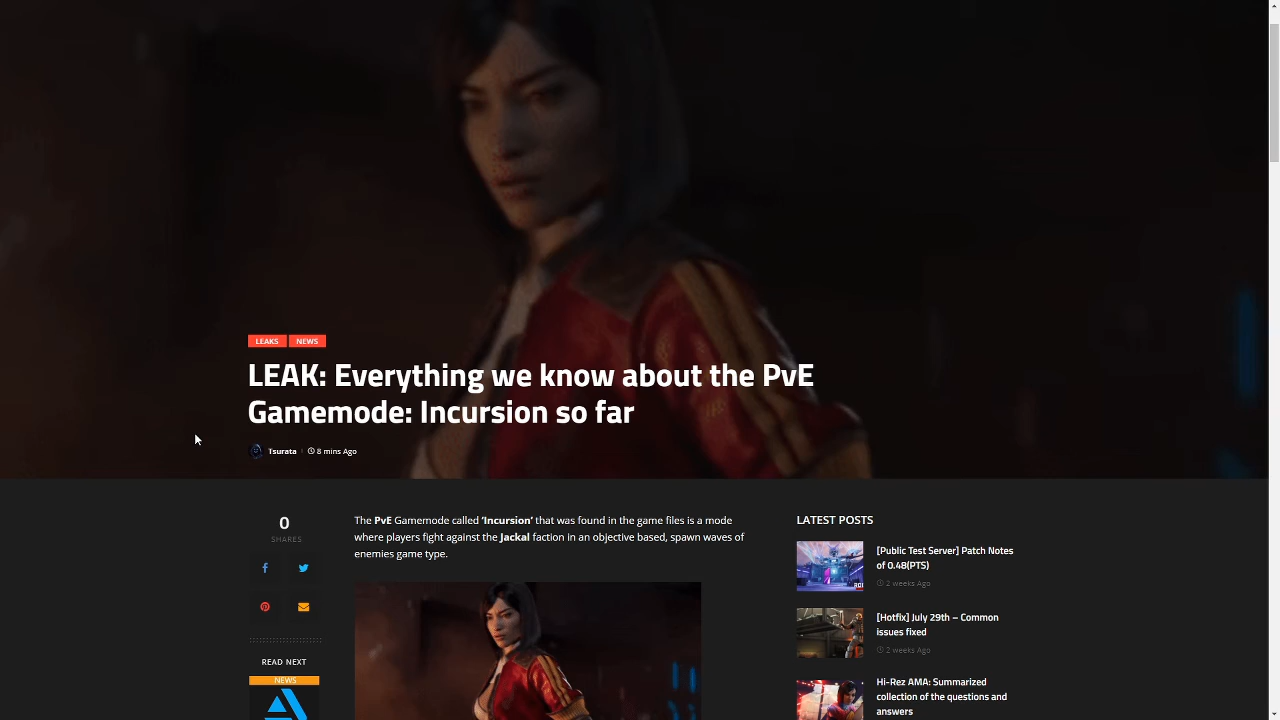 LEAKS
NEWS
LEAK: Everything we know about the PvE
Gamemode: Incursion so far
Tsurata
8 mins Ago
0
SHARES
READ NEXT
NEWS
The PvE Gamemode called ‘Incursion’ that was found in the game files is a mode
where players fight against the Jackal faction in an objective based, spawn waves of
enemies game type.
LATEST POSTS
[Public Test Server] Patch Notes
of 0.48(PTS)
2 weeks Ago
[Hotfix] July 29th – Common
issues fixed
2 weeks Ago
Hi-Rez AMA: Summarized
collection of the questions and
answers